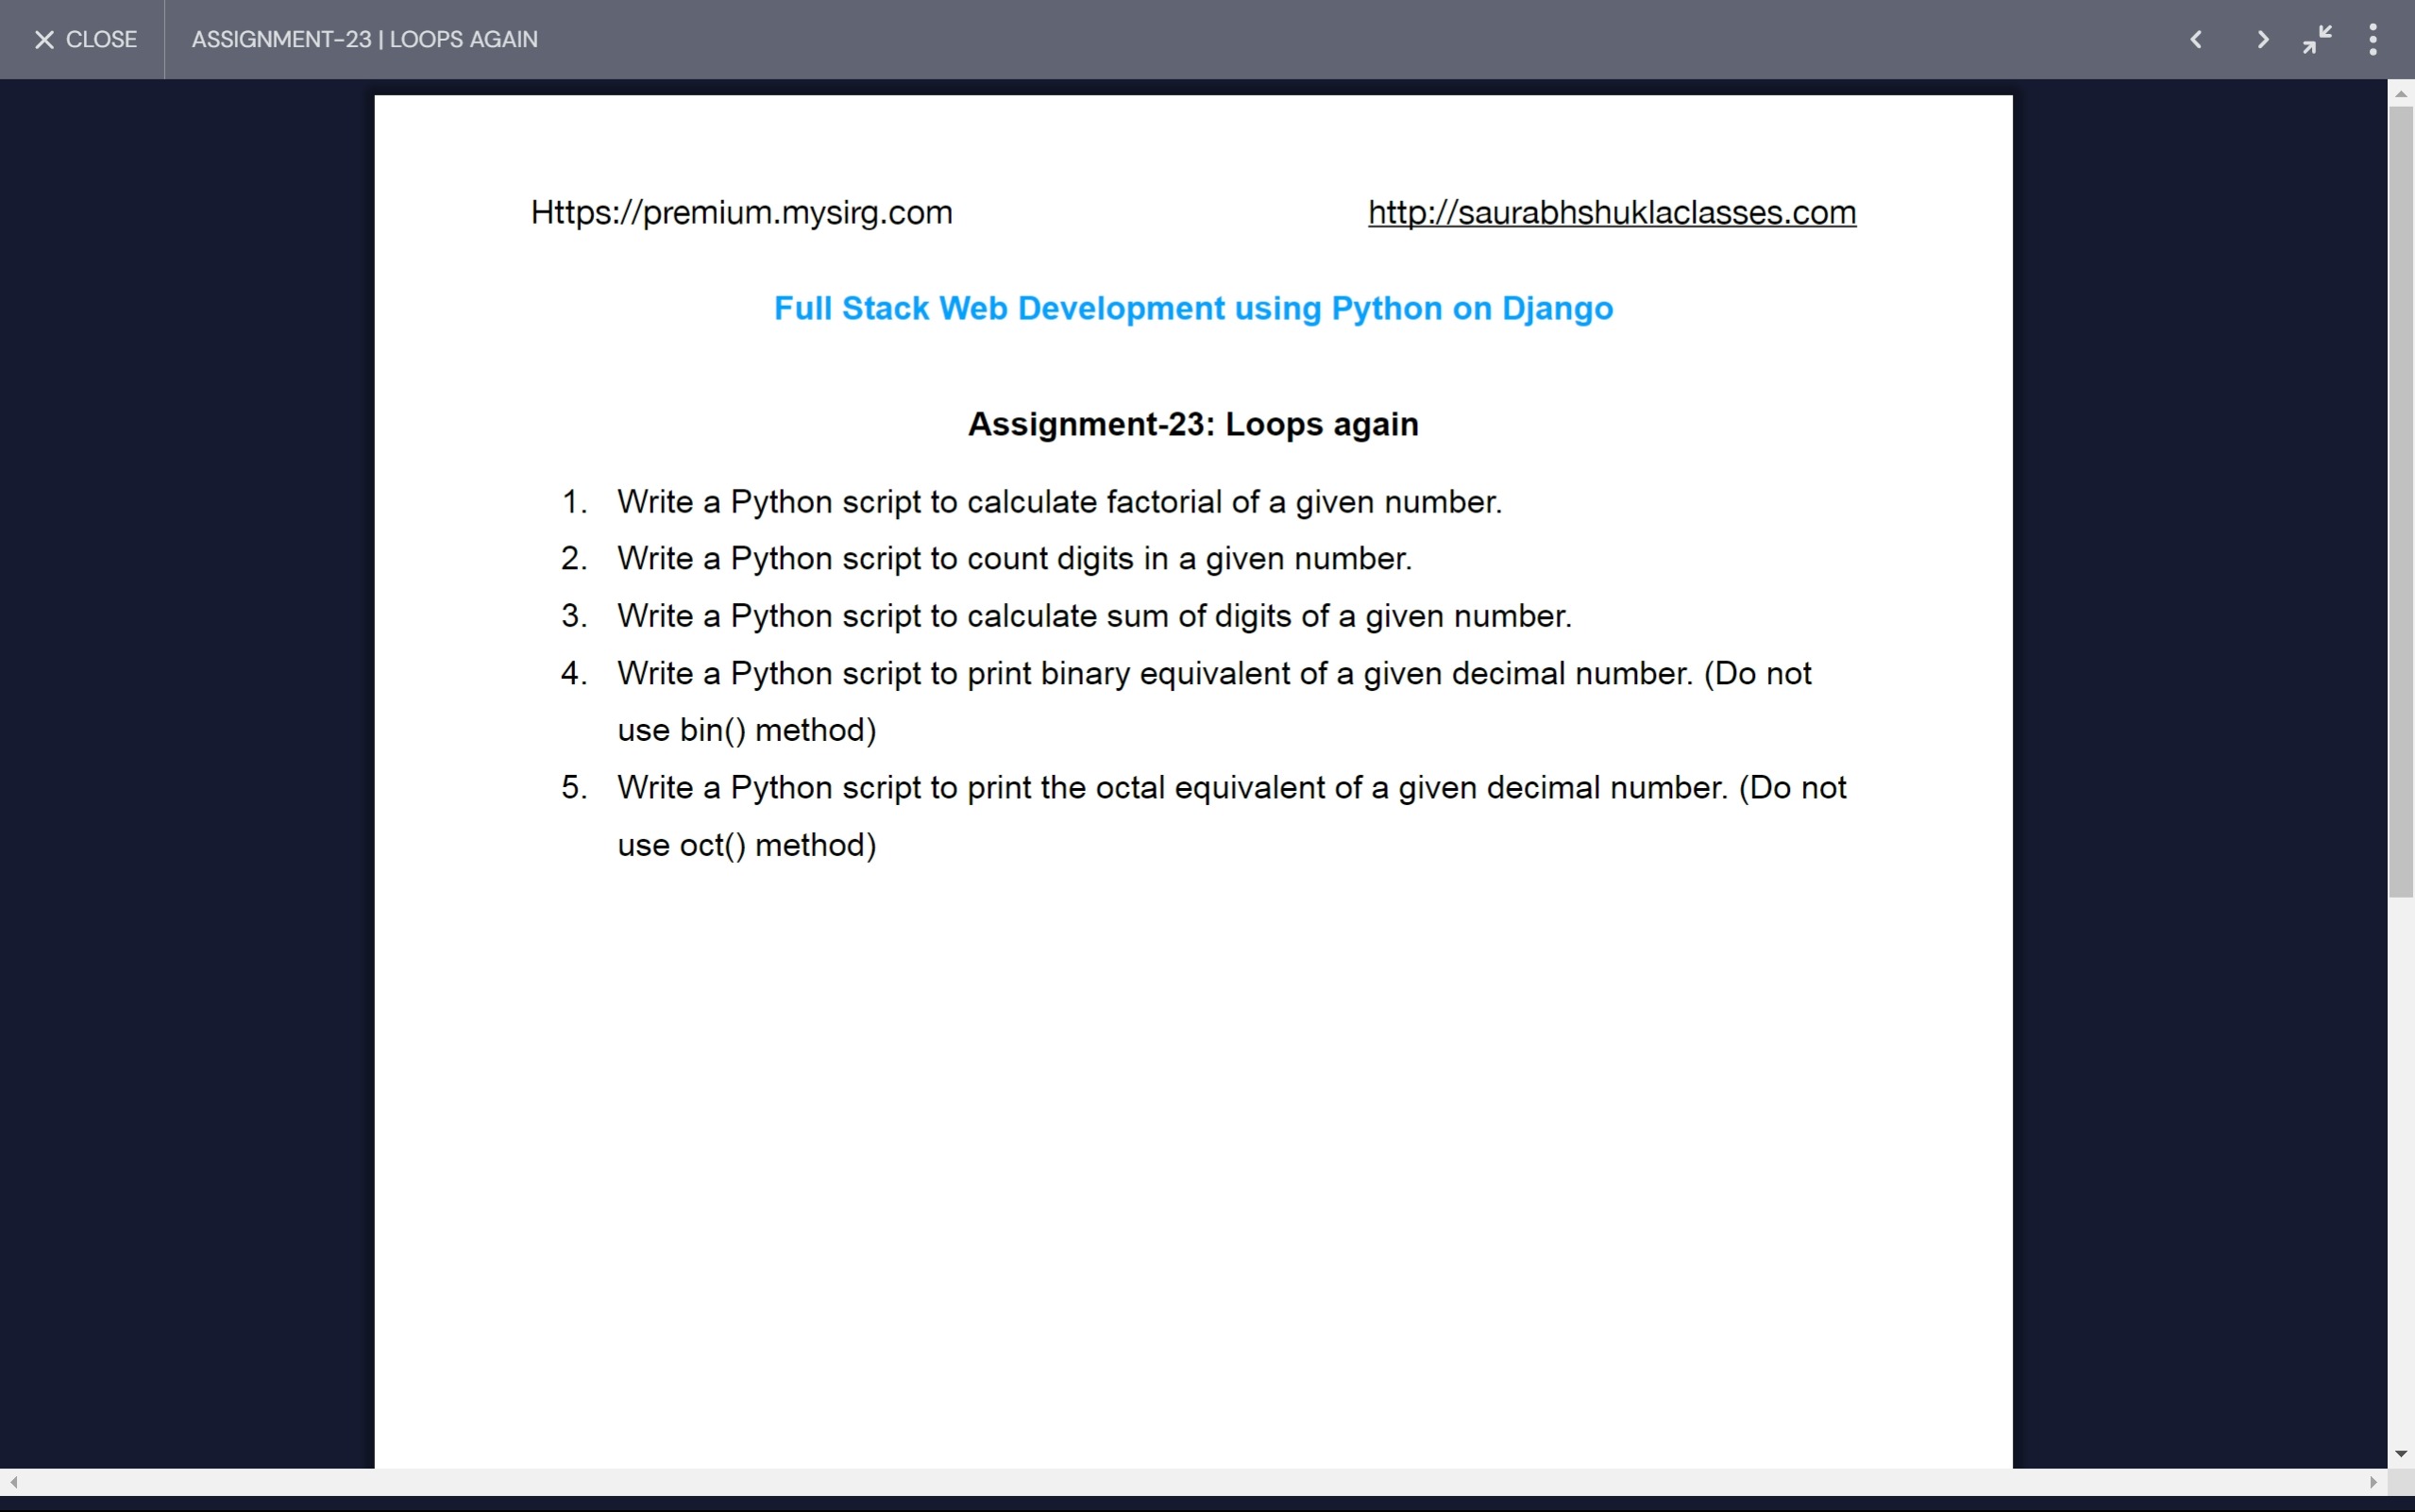 CLOSE
ASSIGNMENT-23 | LOOPS AGAIN
Https://premium.mysirg.com
http://saurabhshuklaclasses.com
Full Stack Web Development using Python on Django
Assignment-23: Loops again
1. Write a Python script to calculate factorial of a given number.
2. Write a Python script to count digits in a given number.
3. Write a Python script to calculate sum of digits of a given number.
4. Write a Python script to print binary equivalent of a given decimal number. (Do not
use bin() method)
5. Write a Python script to print the octal equivalent of a given decimal number. (Do not
use oct() method)